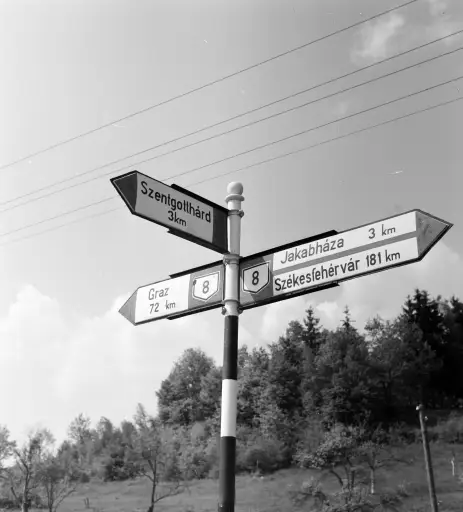 Szentgotthárd
3km
Jakabháza 3 km
8 Székesfehérvár 181 km
Graz
72 km
8